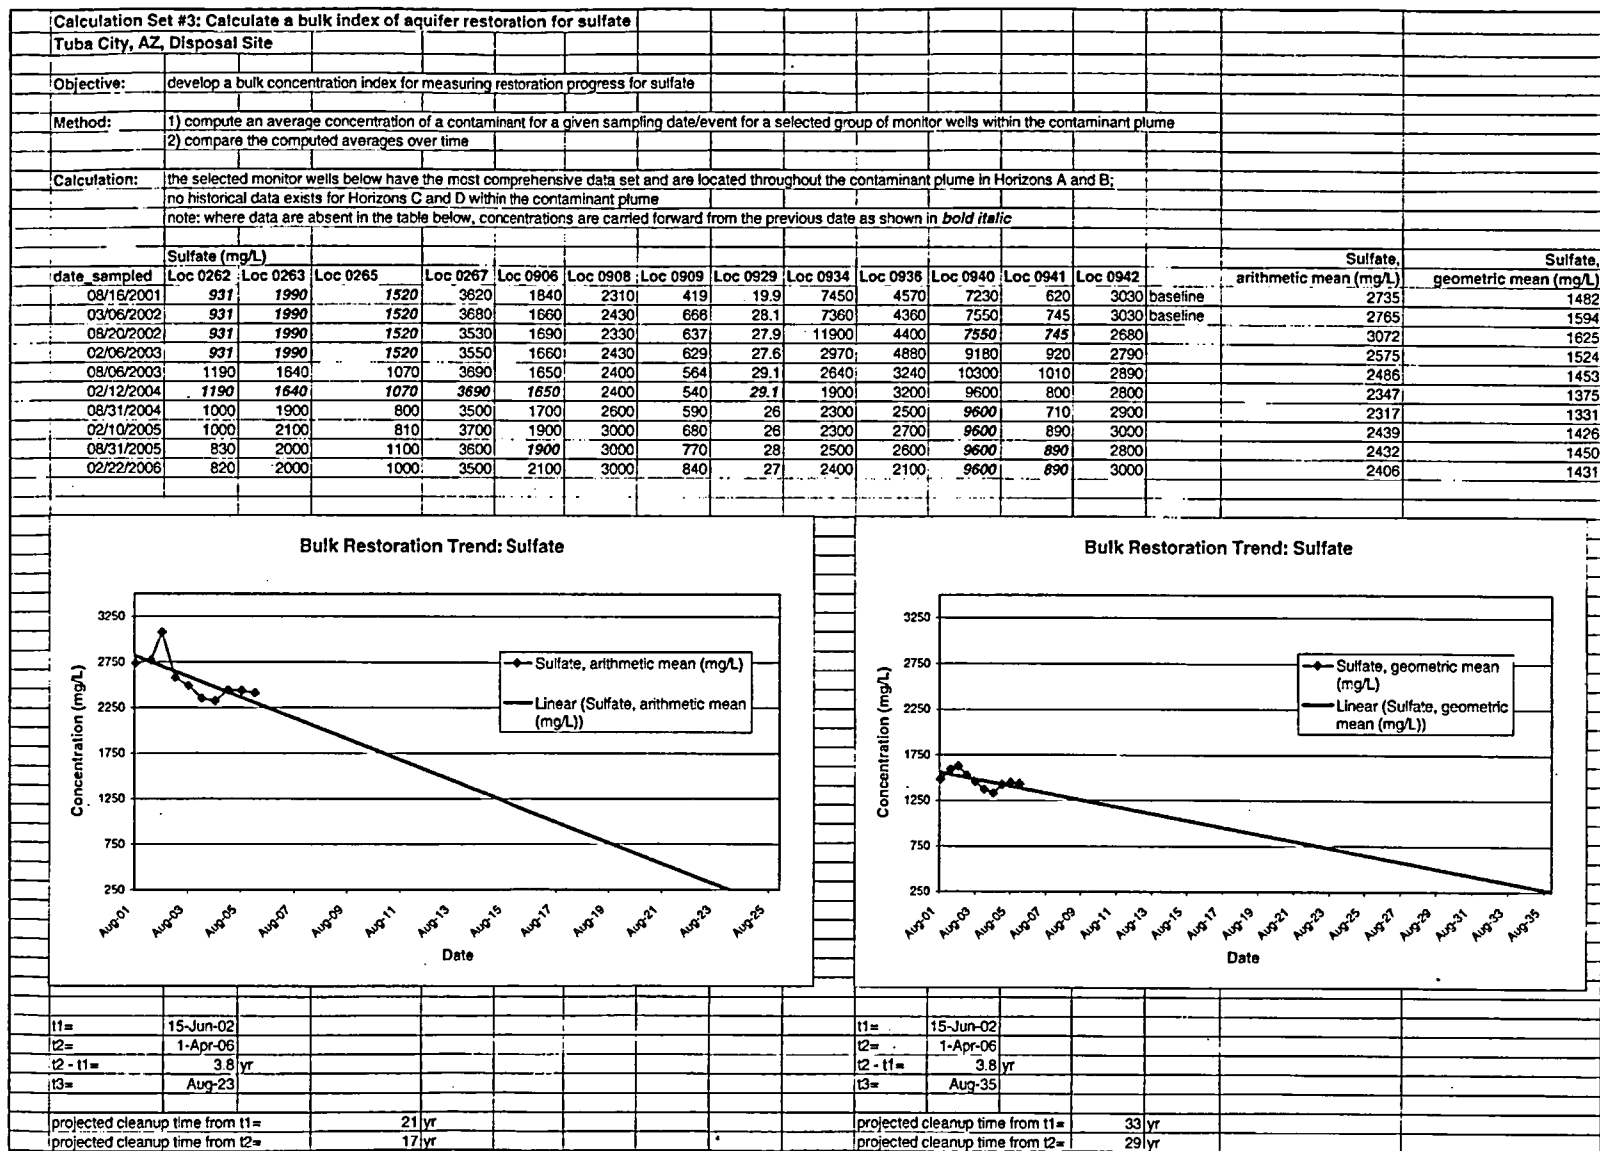 Calculation Set #3: Calculate a bulk index of aquifer restoration for sulfate
Tuba City, AZ, Disposal Site
Objective: develop a bulk concentration index for measuring restoration progress for sulfate
Method: 1) compute an average concentration of a contaminant for a given sampling date/event for a selected group of monitor wells within the contaminant plume
2) compare the computed averages over time
Calculation: the selected monitor wells below have the most comprehensive data set and are located throughout the contaminant plume in Horizons A and B;
no historical data exists for Horizons C and D within the contaminant plume
note: where data are absent in the table below, concentrations are carried forward from the previous date as shown in bold italic
Sulfate (mg/L) Sulfate, Sulfate,
date_sampled Loc 0262 Loc 0263 Loc 0265 Loc 0267 Loc 0906 Loc 0908 Loc 0909 Loc 0929 Loc 0934 Loc 0936 Loc 0940 Loc 0941 Loc 0942 arithmetic mean (mg/L) geometric mean (mg/L)
08/16/2001 931 1990 1520 3620 1840 2310 419 19.9 7450 4570 7230 620 3030 baseline 2735 1482
03/06/2002 931 1990 1520 3680 1660 2430 666 28.1 7360 4360 7550 745 3030 baseline 2765 1594
08/20/2002 931 1990 1520 3530 1690 2330 637 27.9 11900 4400 7550 745 2680 3072 1625
02/06/2003 931 1990 1520 3550 1660 2430 629 27.6 2970 4880 9180 920 2790 2575 1524
08/06/2003 1190 1640 1070 3690 1650 2400 564 29.1 2640 3240 10300 1010 2890 2486 1453
02/12/2004 1190 1640 1070 3690 1650 2400 540 29.1 1900 3200 9600 800 2800 2347 1375
08/31/2004 1000 1900 800 3500 1700 2600 590 26 2300 2500 9600 710 2900 2317 1331
02/10/2005 1000 2100 810 3700 1900 3000 680 26 2300 2700 9600 890 3000 2439 1426
08/31/2005 830 2000 1100 3600 1900 3000 770 28 2500 2600 9600 890 2800 2432 1450
02/22/2006 820 2000 1000 3500 2100 3000 840 27 2400 2100 9600 890 3000 2406 1431
Bulk Restoration Trend: Sulfate
3250
2750
2250
1750
1250
750
250
Concentration (mg/L)
Sulfate, arithmetic mean (mg/L)
Linear (Sulfate, arithmetic mean
(mg/L))
Aug-01 Aug-03 Aug-05 Aug-07 Aug-09 Aug-11 Aug-13 Aug-15 Aug-17 Aug-19 Aug-21 Aug-23 Aug-25
Date
Bulk Restoration Trend: Sulfate
3250
2750
2250
1750
1250
750
250
Concentration (mg/L)
Sulfate, geometric mean
(mg/L)
Linear (Sulfate, geometric
mean (mg/L))
Aug-01 Aug-03 Aug-05 Aug-07 Aug-09 Aug-11 Aug-13 Aug-15 Aug-17 Aug-19 Aug-21 Aug-23 Aug-25 Aug-27 Aug-29 Aug-31 Aug-33 Aug-35
Date
t1= 15-Jun-02
t2= 1-Apr-06
t2 - t1= 3.8 yr
t3= Aug-23
projected cleanup time from t1= 21 yr
projected cleanup time from t2= 17 yr
t1= 15-Jun-02
t2= 1-Apr-06
t2 - t1= 3.8 yr
t3= Aug-35
projected cleanup time from t1= 33 yr
projected cleanup time from t2= 29 yr